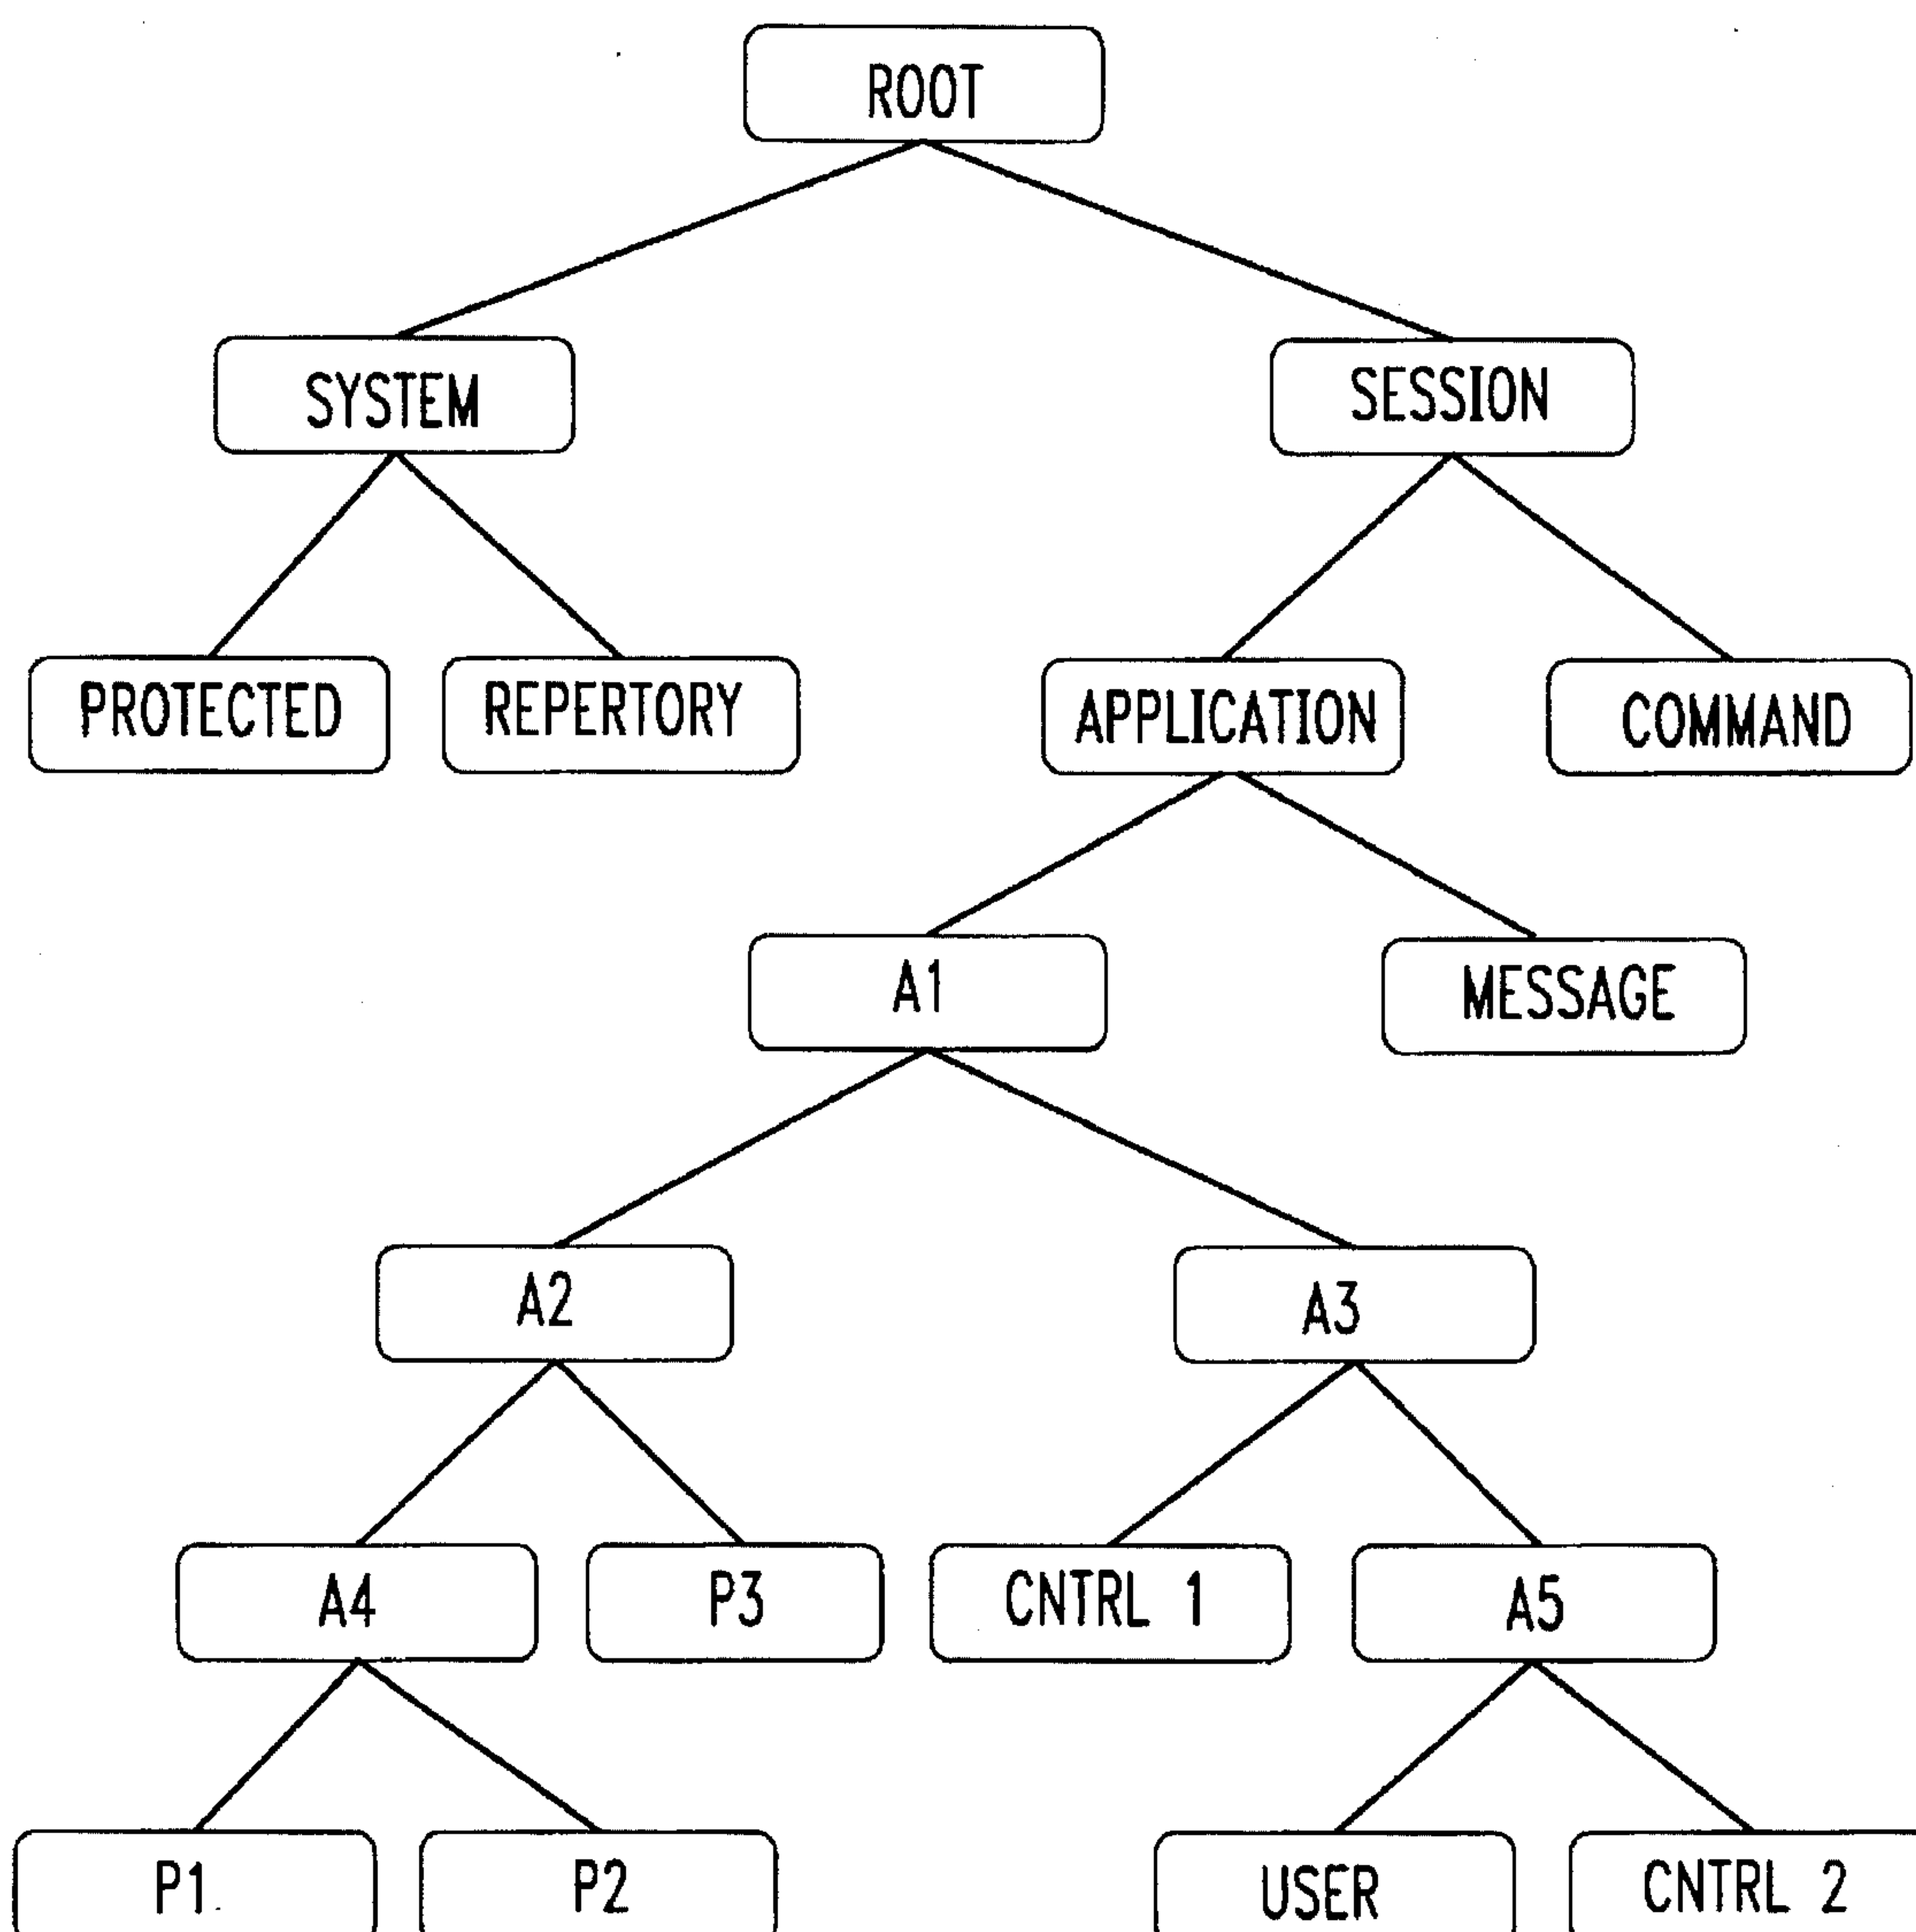 ROOT
SYSTEM
SESSION
PROTECTED
REPERTORY
APPLICATION
COMMAND
A1
MESSAGE
A2
A3
A4
P3
CNTRL 1
A5
P1
P2
USER
CNTRL 2